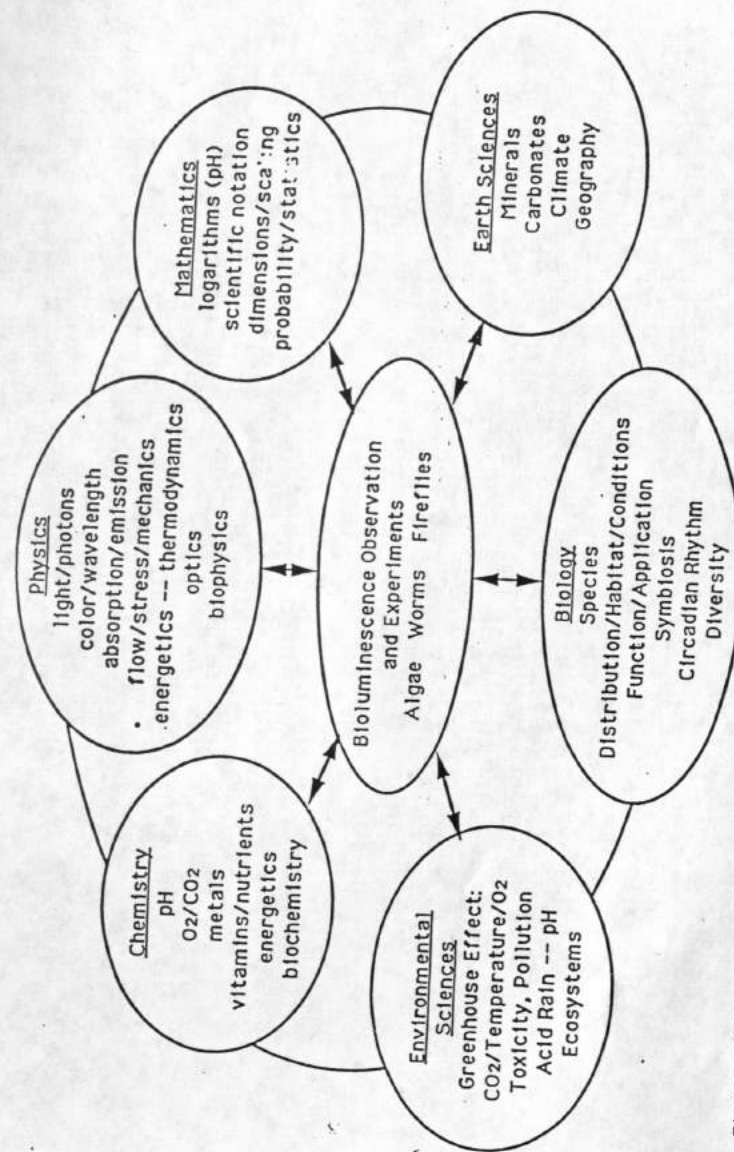 Physics
light/photons
color/wavelength
absorption/emission
flow/stress/mechanics
energetics -- thermodynamics
optics
biophysics
Chemistry
pH
O2/CO2
metals
vitamins/nutrients
energetics
biochemistry
Mathematics
logarithms (pH)
scientific notation
dimensions/scaling
probability/statistics
Bioluminescence Observation
and Experiments
Algae Worms Fireflies
Environmental
Sciences
Greenhouse Effect:
CO2/Temperature/O2
Toxicity, Pollution
Acid Rain -- pH
Ecosystems
Biology
Species
Distribution/Habitat/Conditions
Function/Application
Symbiosis
Circadian Rhythm
Diversity
Earth Sciences
Minerals
Carbonates
Climate
Geography